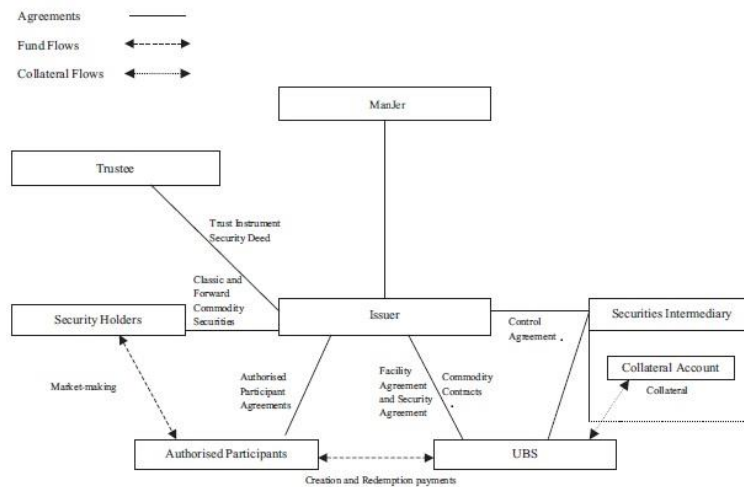 Agreements
Fund Flows
Collateral Flows
ManJer
Trustee
Trust Instrument
Security Deed
Classic and
Forward
Commodity
Securities
Security Holders
Issuer
Control
Agreement .
Securities Intermediary
Collateral Account
Collateral
Market-making
Authorised
Participant
Agreements
Facility
Agreement
and Security
Agreement
Commodity
Contracts
.
Authorised Participants
UBS
Creation and Redemption payments